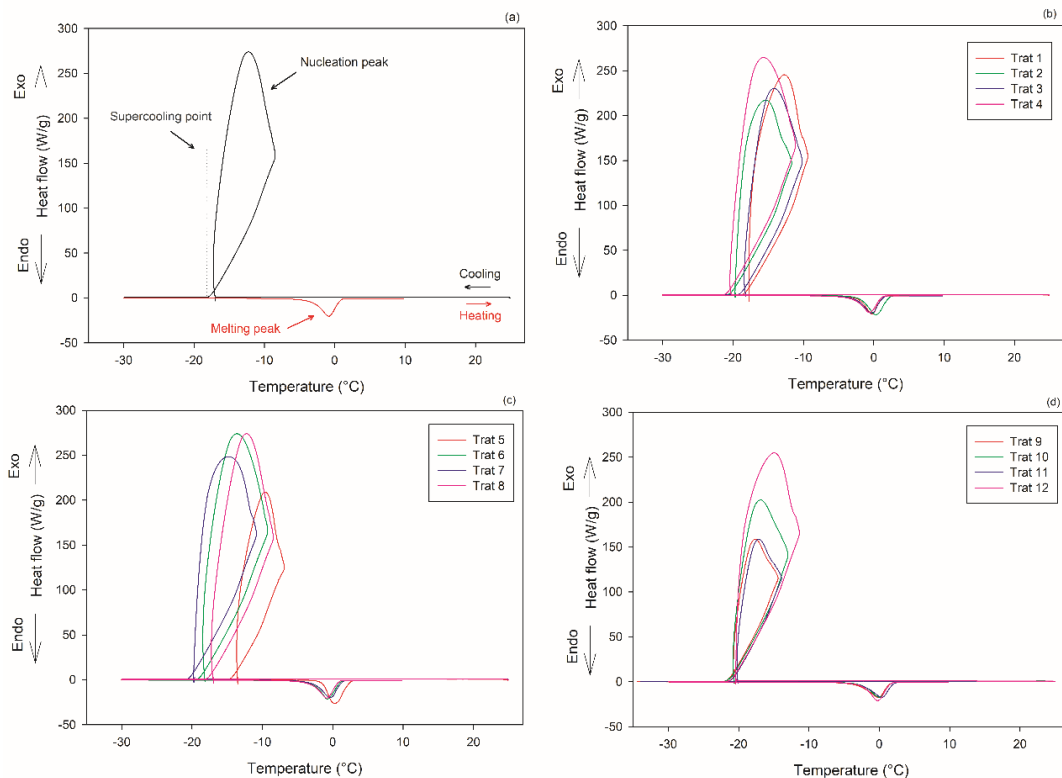 (a)
300
250
200
150
100
50
0
-50
Exo
Heat flow (W/g)
Endo
Nucleation peak
Supercooling point
Cooling
Heating
Melting peak
-30 -20 -10 0 10 20
Temperature (°C)
(b)
300
250
200
150
100
50
0
-50
Exo
Heat flow (W/g)
Endo
Trat 1
Trat 2
Trat 3
Trat 4
-30 -20 -10 0 10 20
Temperature (°C)
(c)
300
250
200
150
100
50
0
-50
Exo
Heat flow (W/g)
Endo
Trat 5
Trat 6
Trat 7
Trat 8
-30 -20 -10 0 10 20
Temperature (°C)
(d)
300
250
200
150
100
50
0
-50
Exo
Heat flow (W/g)
Endo
Trat 9
Trat 10
Trat 11
Trat 12
-30 -20 -10 0 10 20
Temperature (°C)